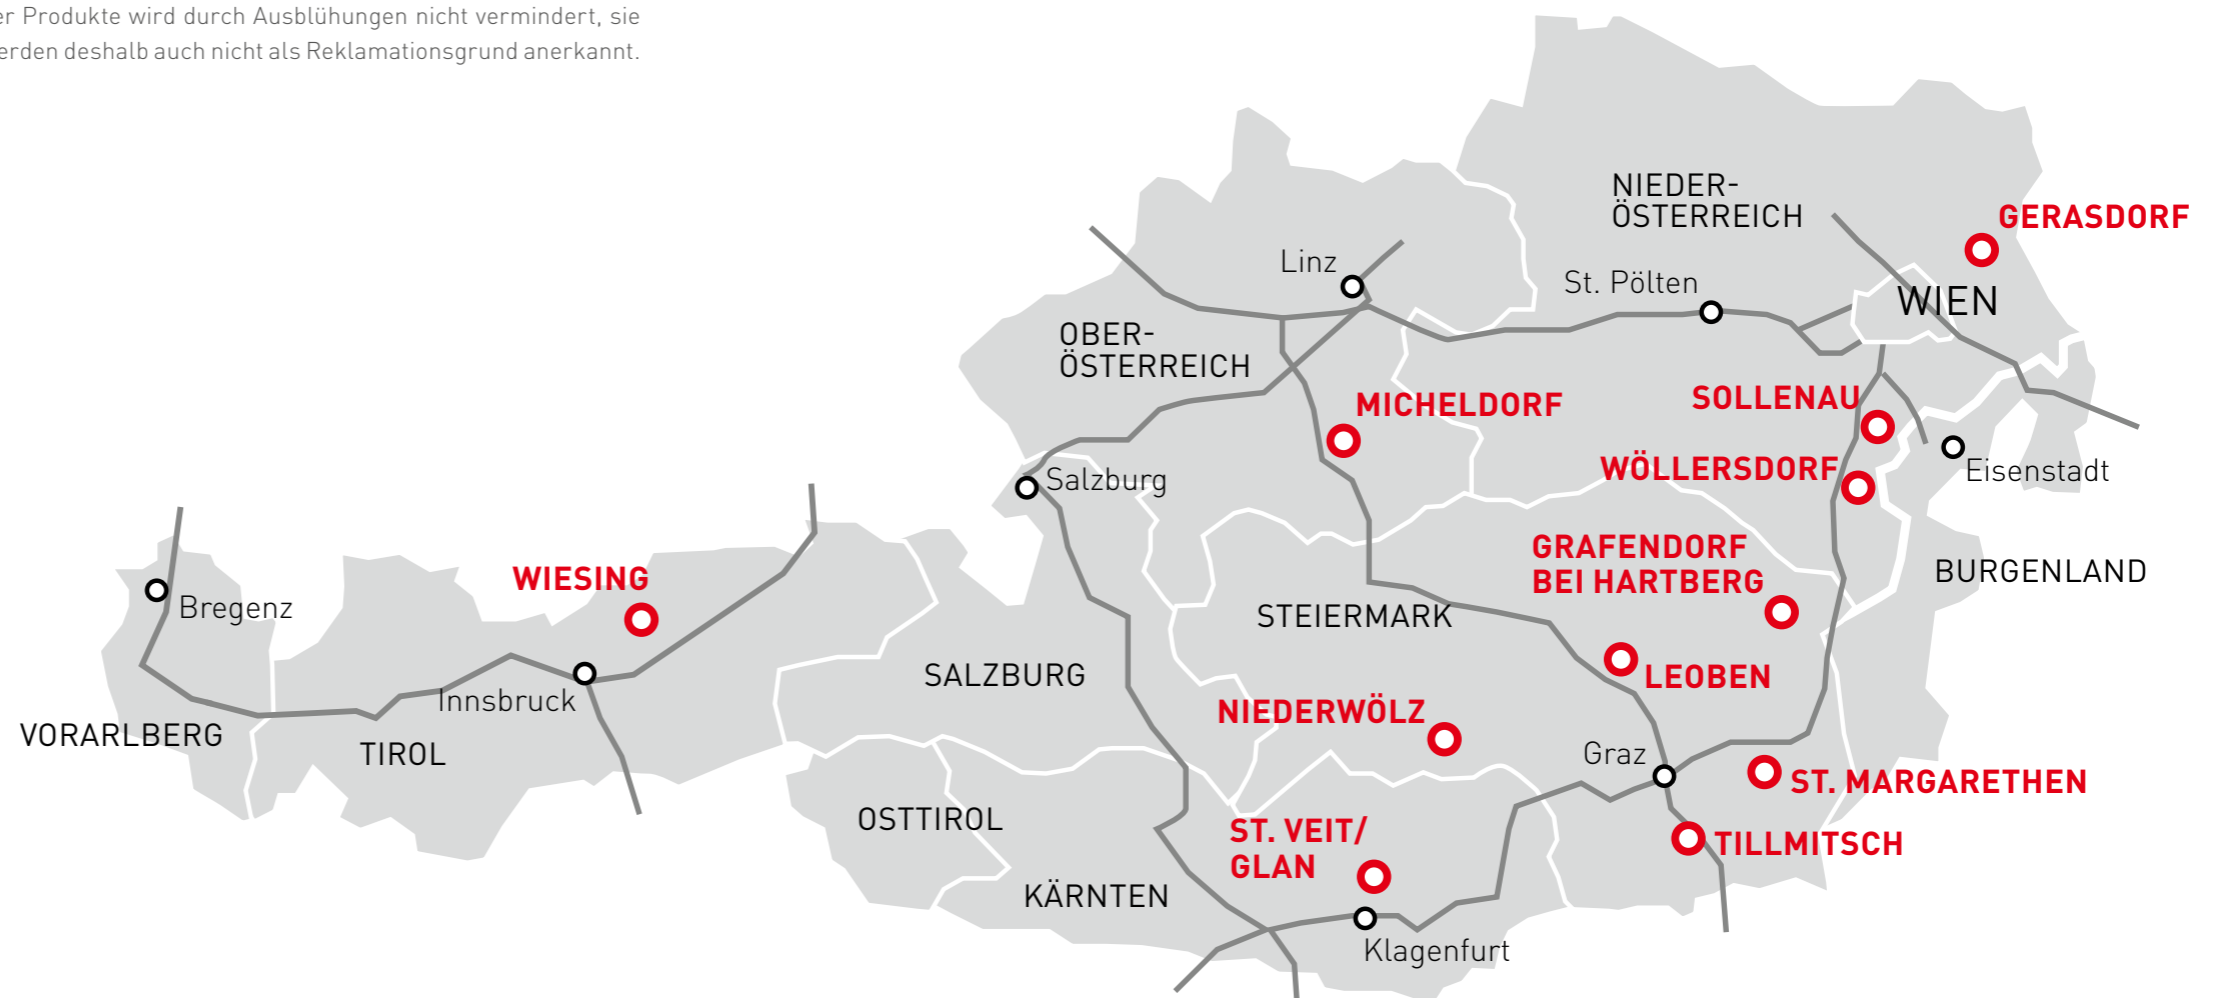 er Produkte wird durch Ausblühungen nicht vermindert, sie
erden deshalb auch nicht als Reklamationsgrund anerkannt.
NIEDER-
ÖSTERREICH
GERASDORF
Linz
St. Pölten
WIEN
OBER-
ÖSTERREICH
MICHELDORF
SOLLENAU
WÖLLERSDORF
Eisenstadt
Salzburg
GRAFENDORF
BEI HARTBERG
BURGENLAND
WIESING
Bregenz
STEIERMARK
LEOBEN
SALZBURG
Innsbruck
NIEDERWÖLZ
VORARLBERG
TIROL
Graz
ST. MARGARETHEN
OSTTIROL
ST. VEIT/
GLAN
TILLMITSCH
KÄRNTEN
Klagenfurt